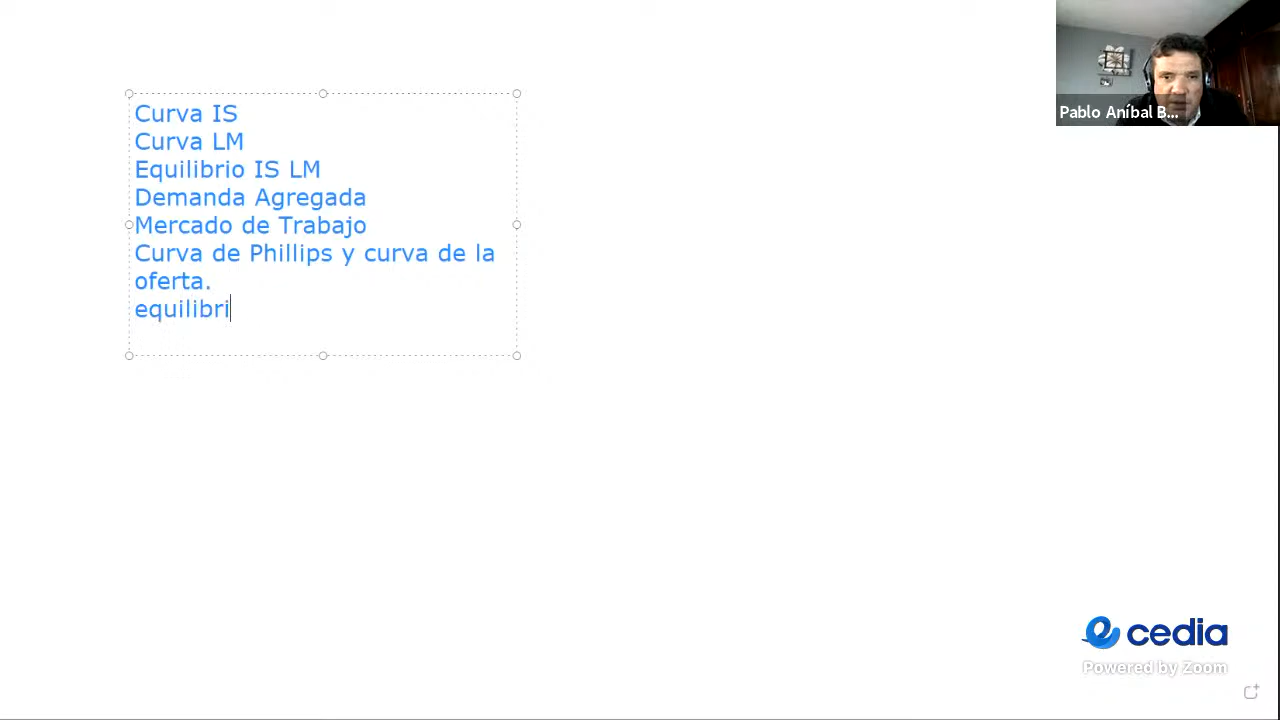 Curva IS
Curva LM
Equilibrio IS LM
Demanda Agregada
Mercado de Trabajo
Curva de Phillips y curva de la
oferta.
equilibri
Pablo Aníbal B...
cedia
Powered by Zoom